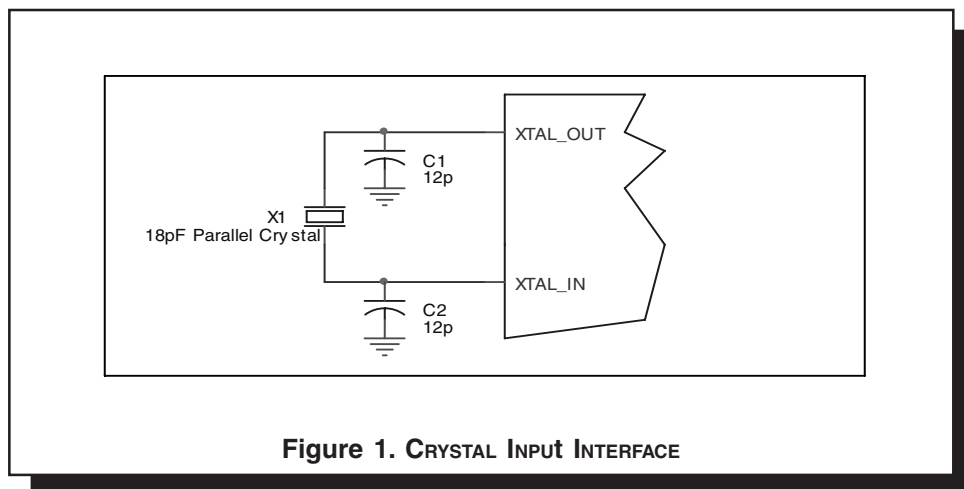 XTAL_OUT
C1
12p
X1
18pF Parallel Crystal
XTAL_IN
C2
12p
Figure 1. CRYSTAL INPUt INTERFACE